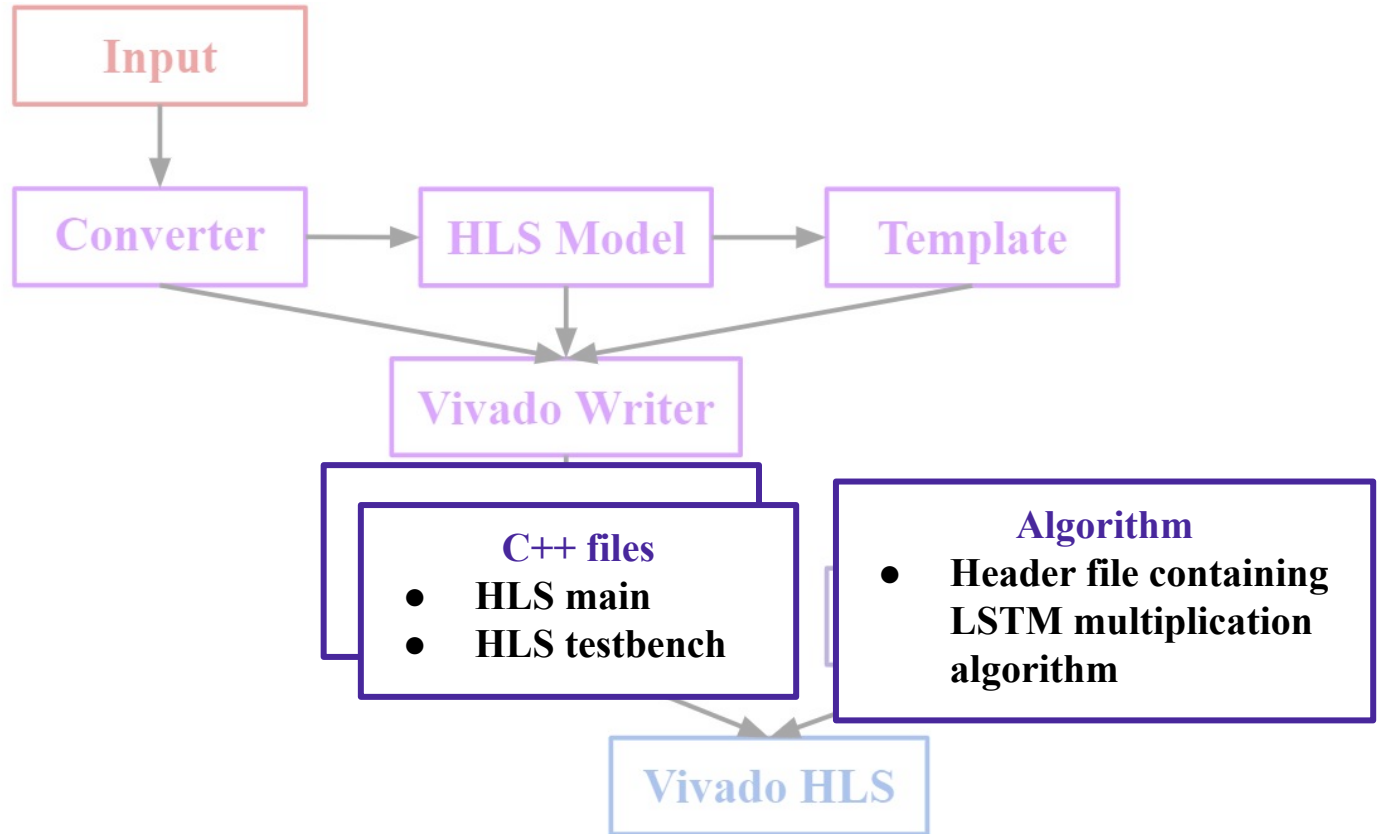 Input
Converter
HLS Model
Template
Vivado Writer
C++ files
● HLS main
● HLS testbench
Algorithm
● Header file containing
LSTM multiplication
algorithm
Vivado HLS